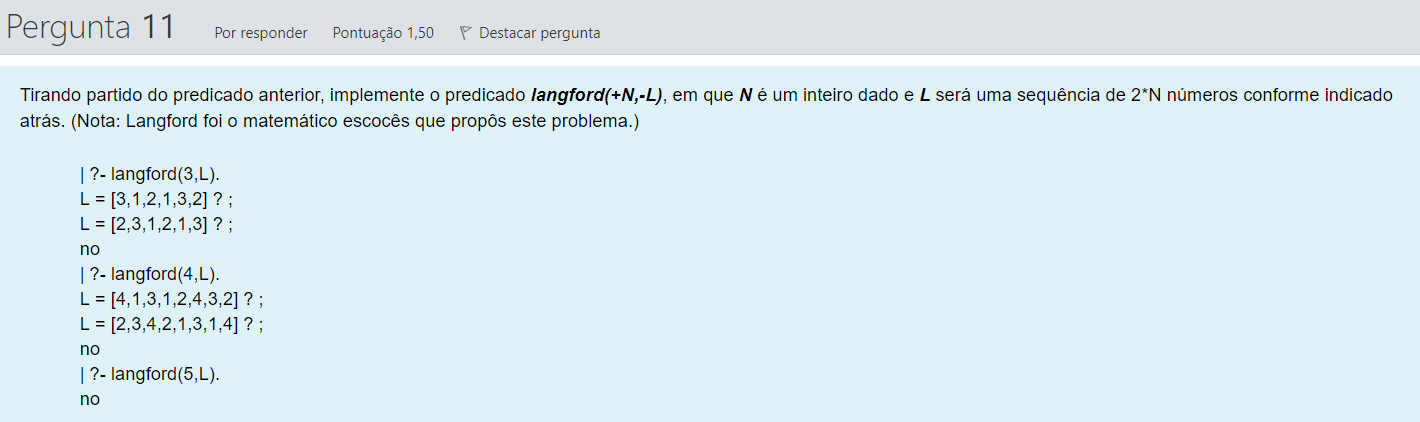 Pergunta 11 Por responder Pontuação 1,50 Destacar pergunta
Tirando partido do predicado anterior, implemente o predicado langford(+N,-L), em que N é um inteiro dado e L será uma sequência de 2*N números conforme indicado
atrás. (Nota: Langford foi o matemático escocês que propôs este problema.)
| ?- langford(3,L).
L = [3,1,2,1,3,2] ? ;
L = [2,3,1,2,1,3] ? ;
no
| ?- langford(4,L).
L = [4,1,3,1,2,4,3,2] ? ;
L = [2,3,4,2,1,3,1,4] ? ;
no
| ?- langford(5,L).
no